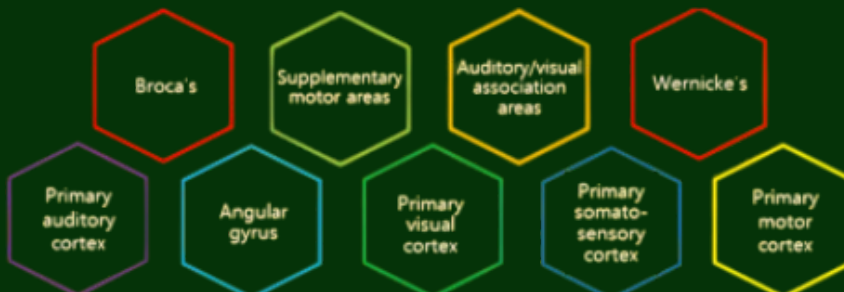 Broca's
Supplementary
motor areas
Auditory/visual
association
areas
Wernicke's
Primary
auditory
cortex
Angular
gyrus
Primary
visual
cortex
Primary
somato-
sensory
cortex
Primary
motor
cortex